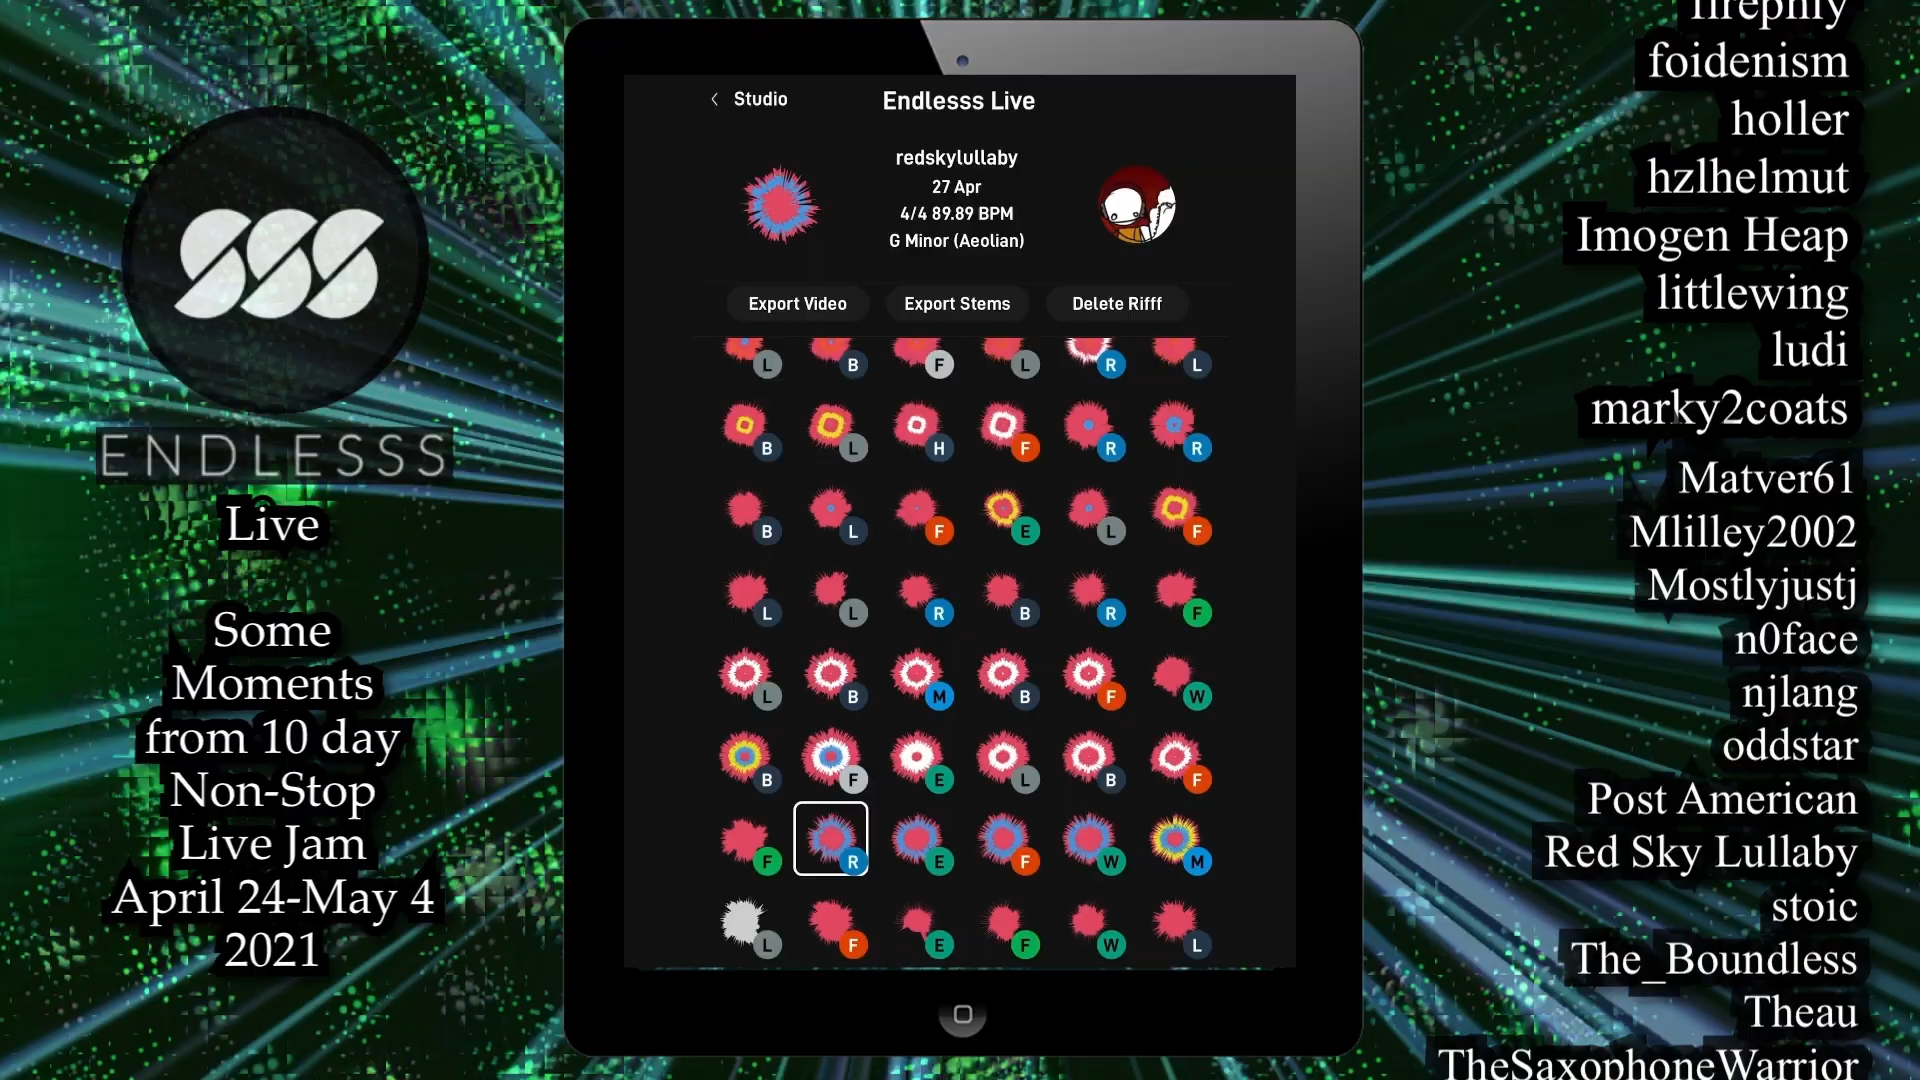 SSS
ENDLESSS
Live
Some
Moments
from 10 day
Non-Stop
Live Jam
April 24-May 4
2021
Studio
Endlesss Live
redskylullaby
27 Apr
4/4 89.89 BPM
G Minor (Aeolian)
Export Video Export Stems Delete Rifff
L B F L R L
B L H F R R
B L F E L F
L L R B R F
L B M B F W
B F E L B F
F R E F W M
L F E F W L
firephly
foidenism
holler
hzlhelmut
Imogen Heap
littlewing
ludi
marky2coats
Matver61
Mlilley2002
Mostlyjustj
n0face
njlang
oddstar
Post American
Red Sky Lullaby
stoic
The_Boundless
Theau
TheSaxophoneWarrior